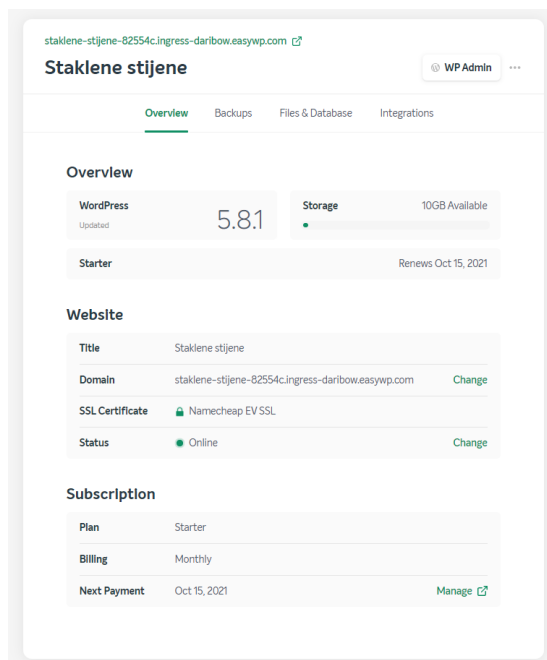 staklene-stijene-82554c.ingress-daribow.easywp.com
Staklene stijene
WP Admin
Overview Backups Files & Database Integrations
Overview
WordPress
Updated
5.8.1
Storage 10GB Available
Starter Renews Oct 15, 2021
Website
Title Staklene stijene
Domain staklene-stijene-82554c.ingress-daribow.easywp.com Change
SSL Certificate Namecheap EV SSL
Status Online Change
Subscription
Plan Starter
Billing Monthly
Next Payment Oct 15, 2021 Manage